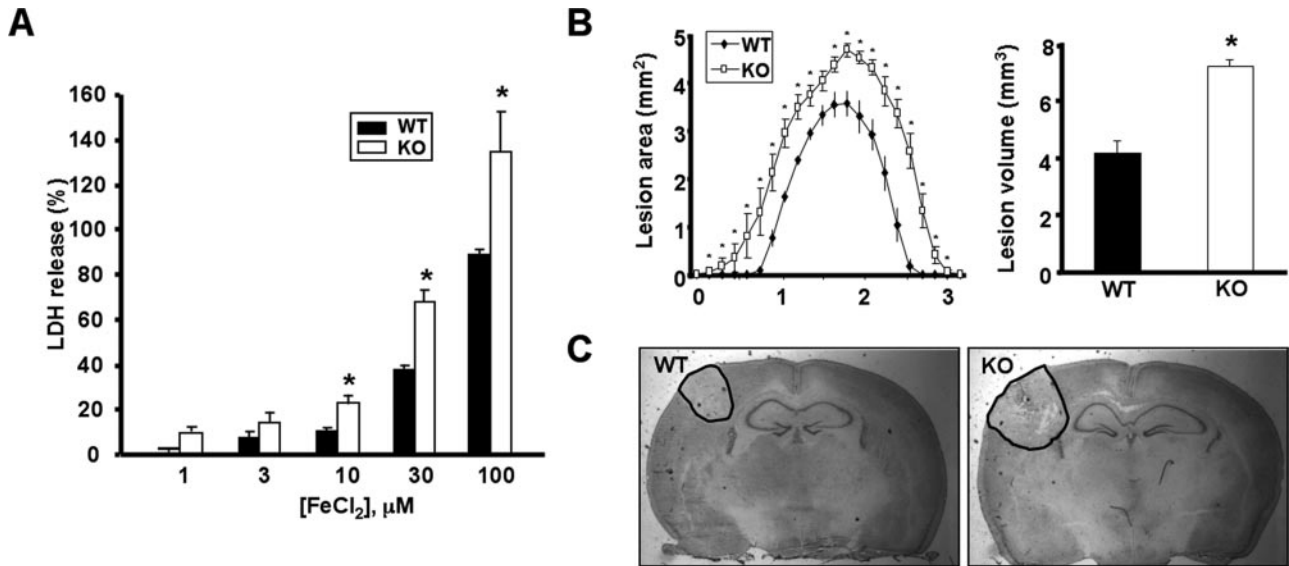 A
LDH release (%)
160
140
120
100
80
60
40
20
0
WT
KO
*
*
*
*
1 3 10 30 100
[FeCl₂], µM
B
Lesion area (mm²)
5
4
3
2
1
0
WT
KO
* * * * * * * * * * * * * * * * * *
0 1 2 3
Lesion volume (mm³)
8
6
4
2
0
*
WT KO
C
WT
KO